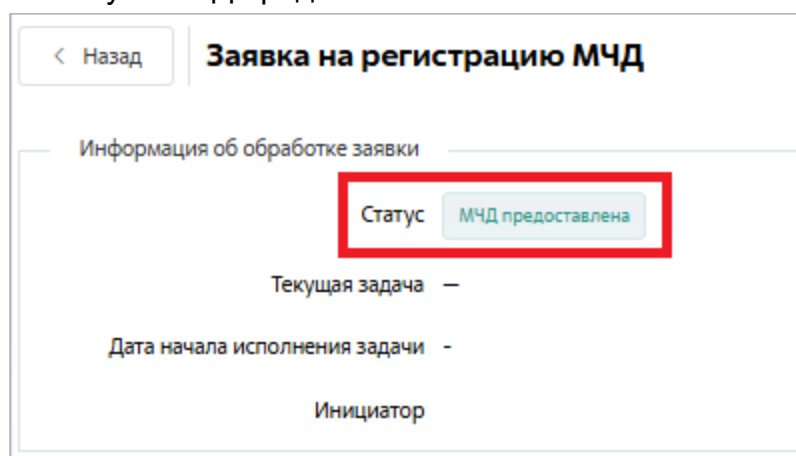 < Назад
Заявка на регистрацию МЧД
Информация об обработке заявки
Статус МЧД предоставлена
Текущая задача —
Дата начала исполнения задачи -
Инициатор